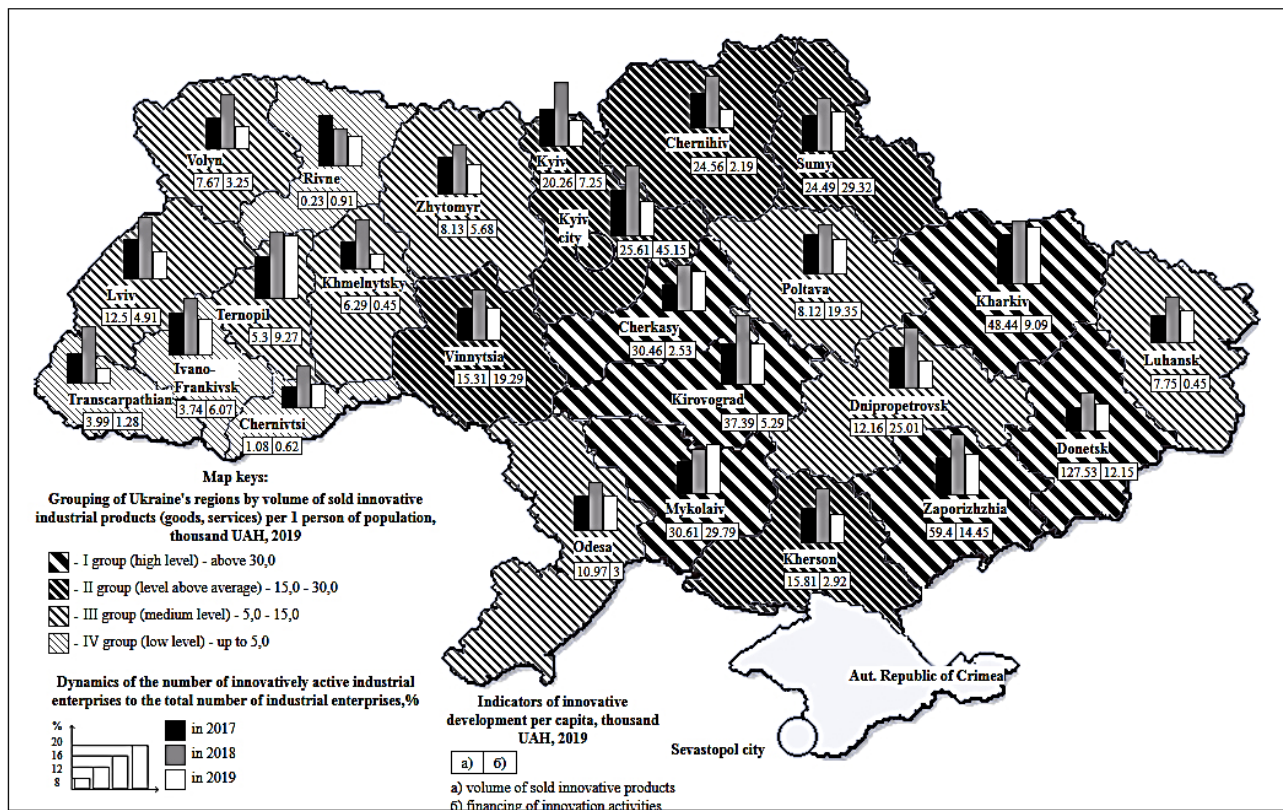 Volyn
7.67 3.25
Rivne
0.23 0.91
Zhytomyr
8.13 5.68
Kyiv
20.26 7.25
Chernihiv
24.56 2.19
Sumy
24.49 29.32
Kyiv
city
25.61 45.15
Lviv
12.5 4.91
Ternopil
5.3 9.27
Khmelnytsky
6.29 0.45
Vinnytsia
15.31 19.29
Cherkasy
30.46 2.53
Poltava
8.12 19.35
Kharkiv
48.44 9.09
Luhansk
7.75 0.45
Transcarpathian
3.99 1.28
Ivano-
Frankivsk
3.74 6.07
Chernivtsi
1.08 0.62
Kirovograd
37.39 5.29
Dnipropetrovsk
12.16 25.01
Donetsk
127.53 12.15
Odesa
10.97 3
Mykolaiv
30.61 29.79
Kherson
15.81 2.92
Zaporizhzhia
59.4 14.45
Aut. Republic of Crimea
Sevastopol city
Map keys:
Grouping of Ukraine's regions by volume of sold innovative
industrial products (goods, services) per 1 person of population,
thousand UAH, 2019
- I group (high level) - above 30,0
- II group (level above average) - 15,0 - 30,0
- III group (medium level) - 5,0 - 15,0
- IV group (low level) - up to 5,0
Dynamics of the number of innovatively active industrial
enterprises to the total number of industrial enterprises,%
%
20
16
12
8
in 2017
in 2018
in 2019
Indicators of innovative
development per capita, thousand
UAH, 2019
a) б)
a) volume of sold innovative products
б) financing of innovation activities